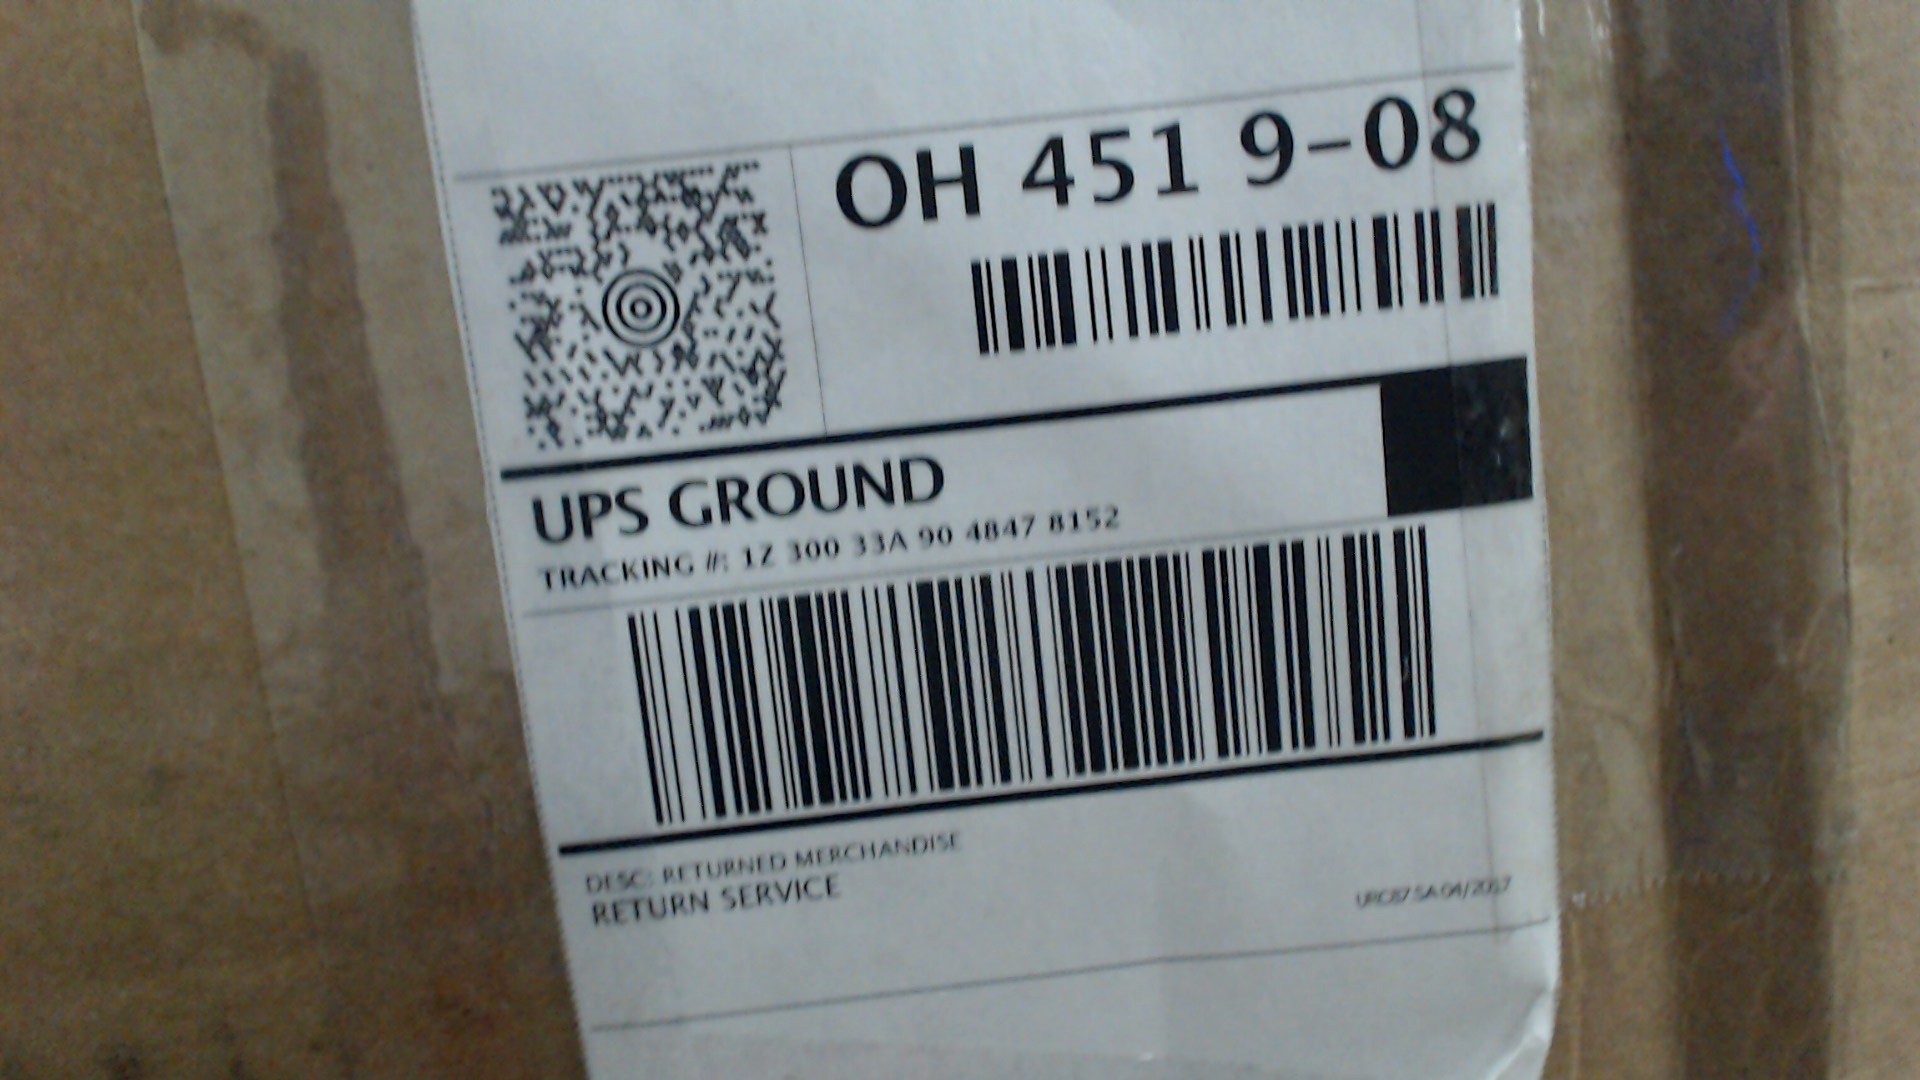 OH 451 9-08
UPS GROUND
TRACKING #: 1Z 300 33A 90 4847 8152
DESC: RETURNED MERCHANDISE
RETURN SERVICE